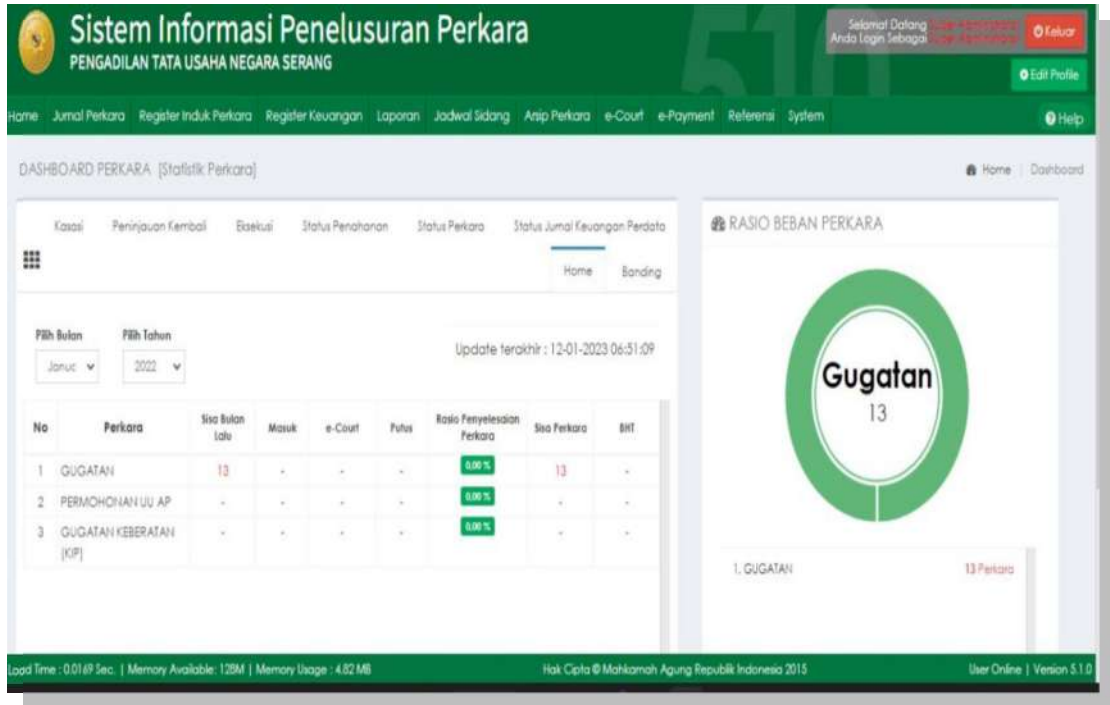 Sistem Informasi Penelusuran Perkara
PENGADILAN TATA USAHA NEGARA SERANG
Selamat Datang
Anda Login Sebagai
Keluar
Edit Profile
Home Jurnal Perkara Register Induk Perkara Register Keuangan Laporan Jadwal Sidang Arsip Perkara e-Court e-Payment Referensi System Help
DASHBOARD PERKARA [Statistik Perkara]
Home | Dashboard
Kasasi Peninjauan Kembali Eksekusi Status Penahanan Status Perkara Status Jurnal Keuangan Perdata
Home Banding
Pilih Bulan Pilih Tahun
Januc 2022
Update terakhir : 12-01-2023 06:51:09
No Perkara Sisa Bulan Lalu Masuk e-Court Putus Rasio Penyelesaian Perkara Sisa Perkara BHT
1 GUGATAN 13 - - - 0,00 % 13 -
2 PERMOHONAN UU AP - - - - 0,00 % - -
3 GUGATAN KEBERATAN - - - - 0,00 % - -
(KIP)
RASIO BEBAN PERKARA
Gugatan
13
1. GUGATAN 13 Perkara
Load Time : 0.0169 Sec. | Memory Available: 128M | Memory Usage : 4.82 MB
Hak Cipta © Mahkamah Agung Republik Indonesia 2015
User Online | Version 5.1.0